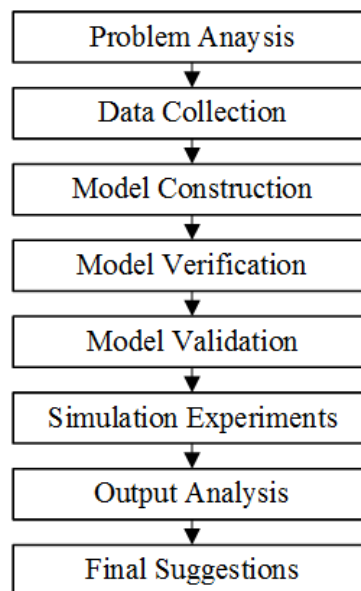 Problem Anaysis
Data Collection
Model Construction
Model Verification
Model Validation
Simulation Experiments
Output Analysis
Final Suggestions